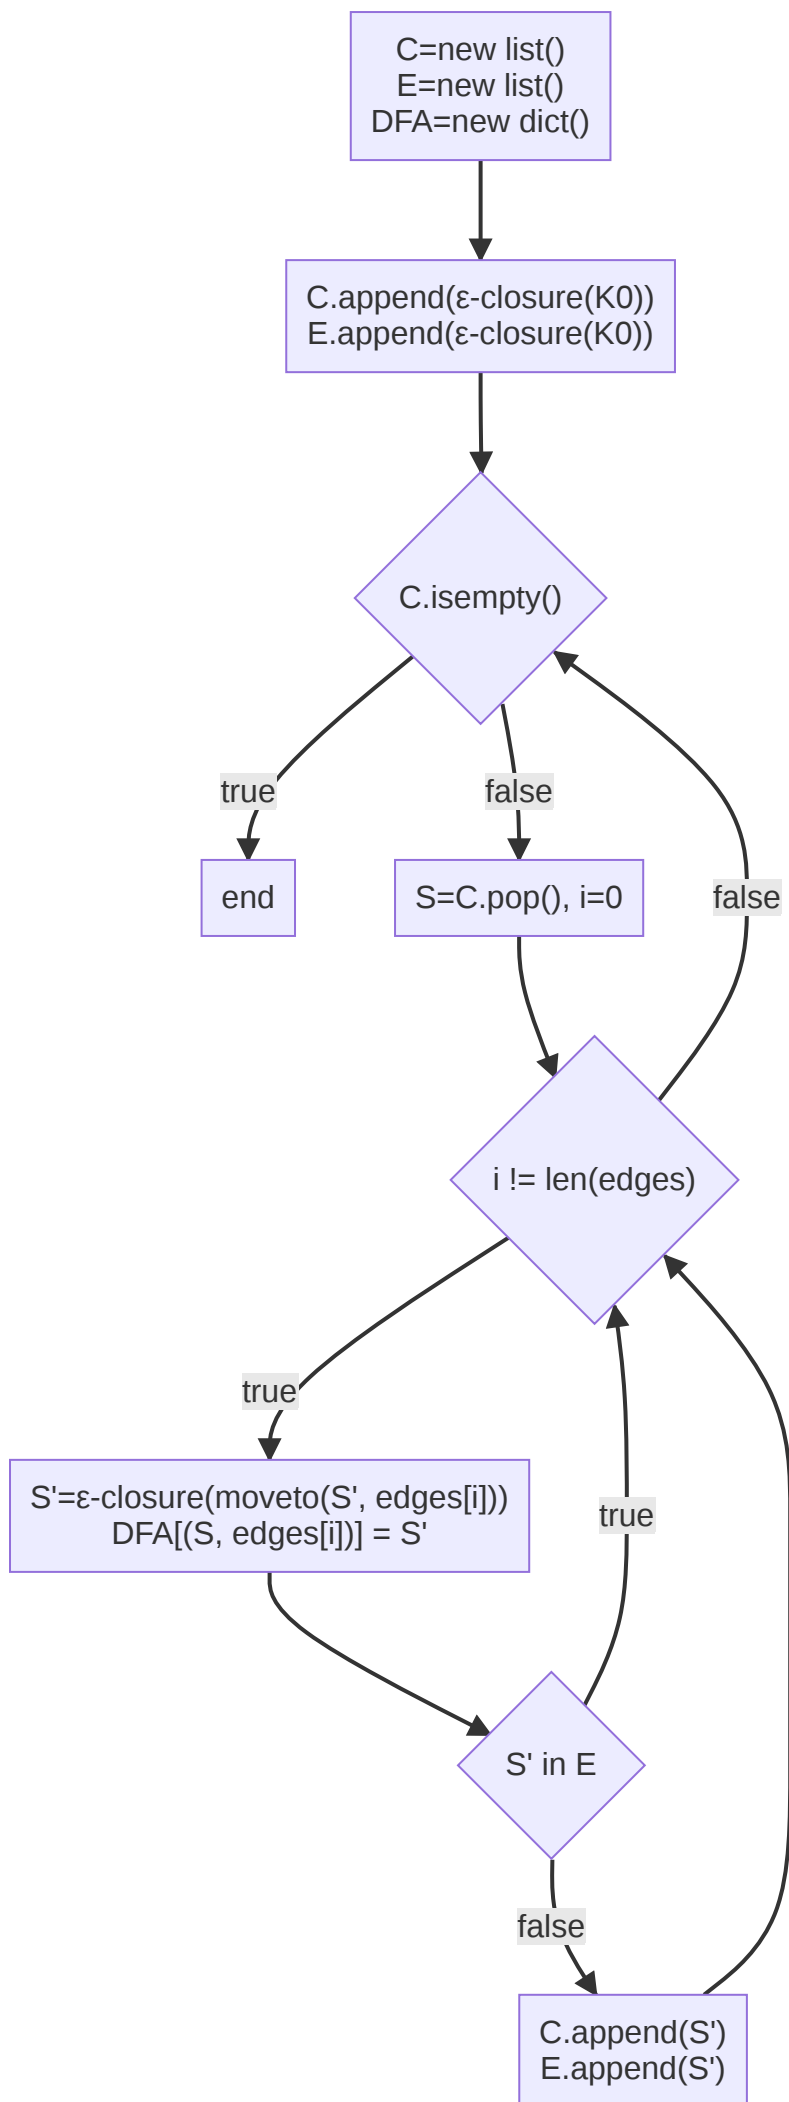 C=new list()
E=new list()
DFA=new dict()
C.append(ε-closure(K0))
E.append(ε-closure(K0))
C.isempty()
true
false
end
S=C.pop(), i=0
false
i != len(edges)
true
S'=ε-closure(moveto(S', edges[i]))
DFA[(S, edges[i])] = S'
true
S' in E
false
C.append(S')
E.append(S')